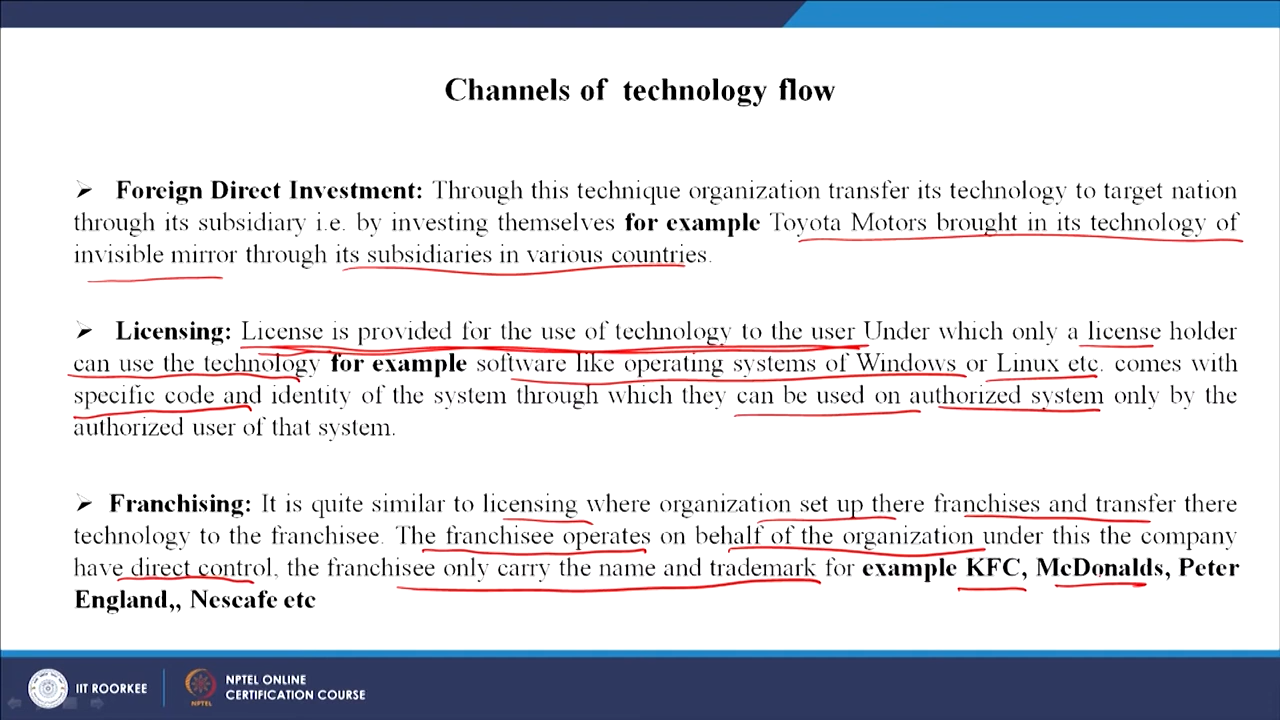 Channels of technology flow
➢ Foreign Direct Investment: Through this technique organization transfer its technology to target nation
through its subsidiary i.e. by investing themselves for example Toyota Motors brought in its technology of
invisible mirror through its subsidiaries in various countries.
➢ Licensing: License is provided for the use of technology to the user Under which only a license holder
can use the technology for example software like operating systems of Windows or Linux etc. comes with
specific code and identity of the system through which they can be used on authorized system only by the
authorized user of that system.
➢ Franchising: It is quite similar to licensing where organization set up there franchises and transfer there
technology to the franchisee. The franchisee operates on behalf of the organization under this the company
have direct control, the franchisee only carry the name and trademark for example KFC, McDonalds, Peter
England,, Nescafe etc
IIT ROORKEE
NPTEL ONLINE
CERTIFICATION COURSE
NPTEL